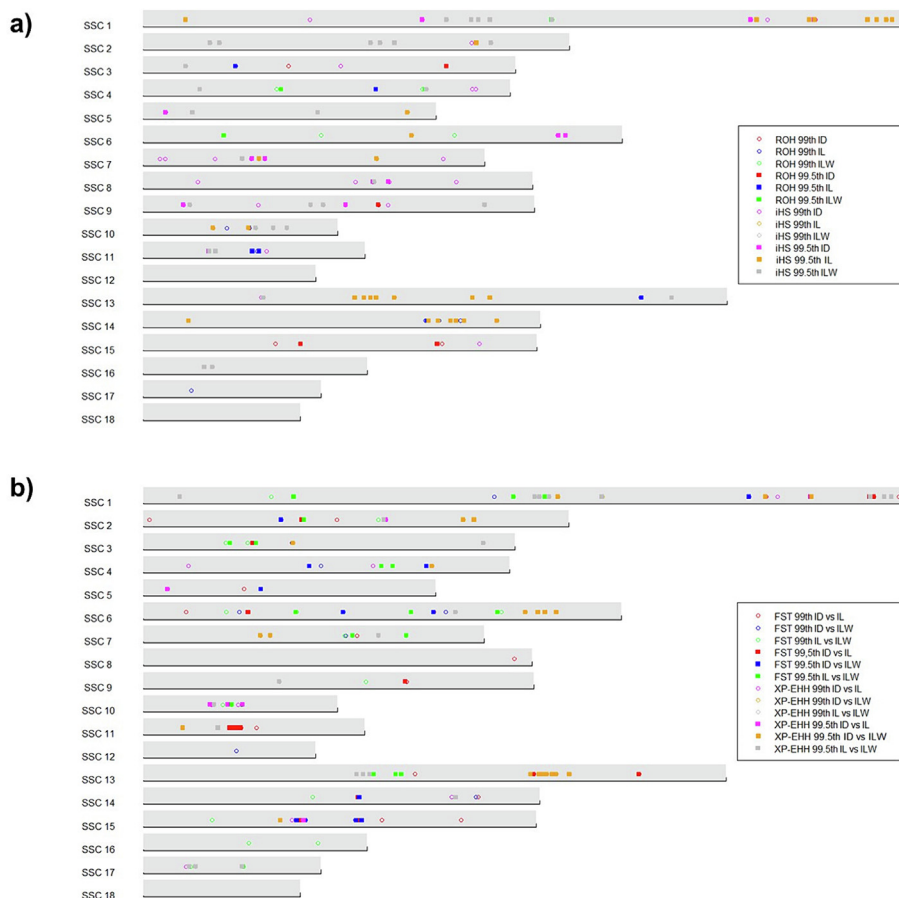 a)
SSC 1
SSC 2
SSC 3
SSC 4
SSC 5
SSC 6
SSC 7
SSC 8
SSC 9
SSC 10
SSC 11
SSC 12
SSC 13
SSC 14
SSC 15
SSC 16
SSC 17
SSC 18
ROH 99th ID
ROH 99th IL
ROH 99th ILW
ROH 99.5th ID
ROH 99.5th IL
ROH 99.5th ILW
iHS 99th ID
iHS 99th IL
iHS 99th ILW
iHS 99.5th ID
iHS 99.5th IL
iHS 99.5th ILW
b)
SSC 1
SSC 2
SSC 3
SSC 4
SSC 5
SSC 6
SSC 7
SSC 8
SSC 9
SSC 10
SSC 11
SSC 12
SSC 13
SSC 14
SSC 15
SSC 16
SSC 17
SSC 18
FST 99th ID vs IL
FST 99th ID vs ILW
FST 99th IL vs ILW
FST 99,5th ID vs IL
FST 99.5th ID vs ILW
FST 99.5th IL vs ILW
XP-EHH 99th ID vs IL
XP-EHH 99th ID vs ILW
XP-EHH 99th IL vs ILW
XP-EHH 99.5th ID vs IL
XP-EHH 99.5th ID vs ILW
XP-EHH 99.5th IL vs ILW